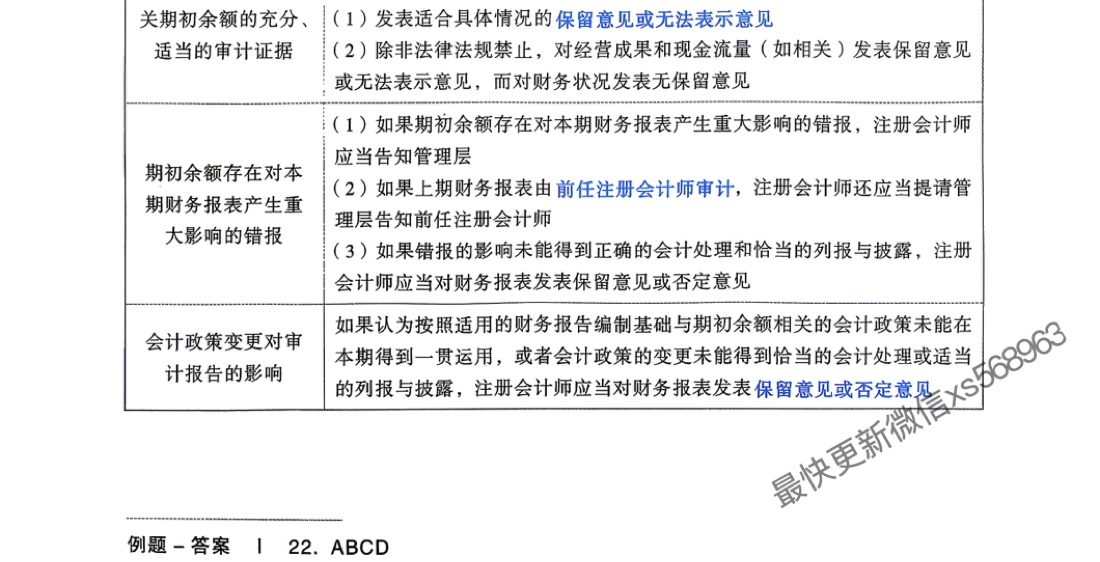 关期初余额的充分、
适当的审计证据
（1）发表适合具体情况的保留意见或无法表示意见
（2）除非法律法规禁止，对经营成果和现金流量（如相关）发表保留意见
或无法表示意见，而对财务状况发表无保留意见
期初余额存在对本
期财务报表产生重
大影响的错报
（1）如果期初余额存在对本期财务报表产生重大影响的错报，注册会计师
应当告知管理层
（2）如果上期财务报表由前任注册会计师审计，注册会计师还应当提请管
理层告知前任注册会计师
（3）如果错报的影响未能得到正确的会计处理和恰当的列报与披露，注册
会计师应当对财务报表发表保留意见或否定意见
会计政策变更对审
计报告的影响
如果认为按照适用的财务报告编制基础与期初余额相关的会计政策未能在
本期得到一贯运用，或者会计政策的变更未能得到恰当的会计处理或适当
的列报与披露，注册会计师应当对财务报表发表保留意见或否定意见
最快更新微信xs568963
例题－答案 | 22. ABCD